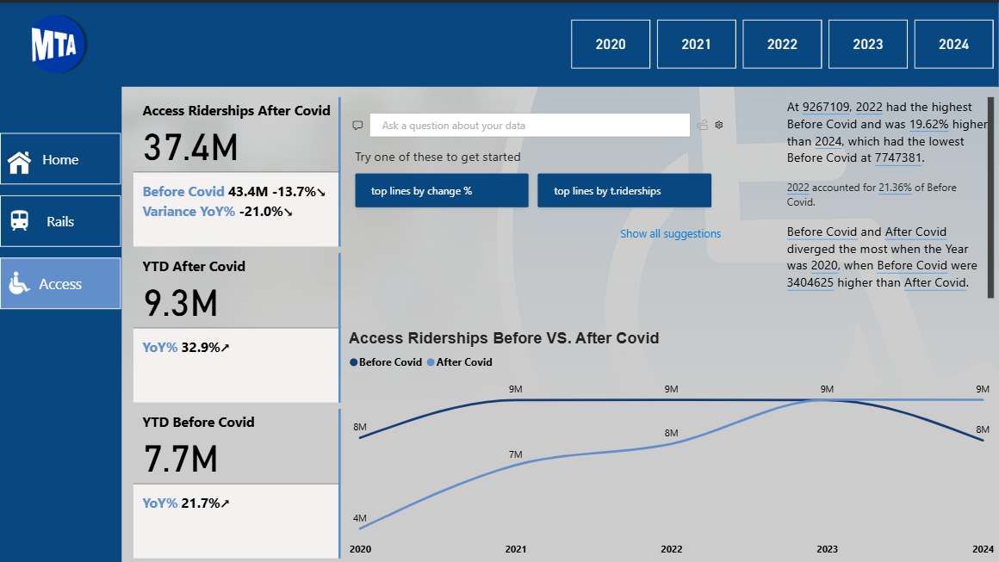 MTA
2020 2021 2022 2023 2024
Home
Rails
Access
Access Riderships After Covid
37.4M
Before Covid 43.4M -13.7%↘
Variance YoY% -21.0%↘
YTD After Covid
9.3M
YoY% 32.9%↗
YTD Before Covid
7.7M
YoY% 21.7%↗
Ask a question about your data
Try one of these to get started
top lines by change %
top lines by t.riderships
Show all suggestions
At 9267109, 2022 had the highest
Before Covid and was 19.62% higher
than 2024, which had the lowest
Before Covid at 7747381.
2022 accounted for 21.36% of Before
Covid.
Before Covid and After Covid
diverged the most when the Year
was 2020, when Before Covid were
3404625 higher than After Covid.
Access Riderships Before VS. After Covid
Before Covid After Covid
9M 9M 9M 9M
8M 8M
8M
7M
4M
2020 2021 2022 2023 2024